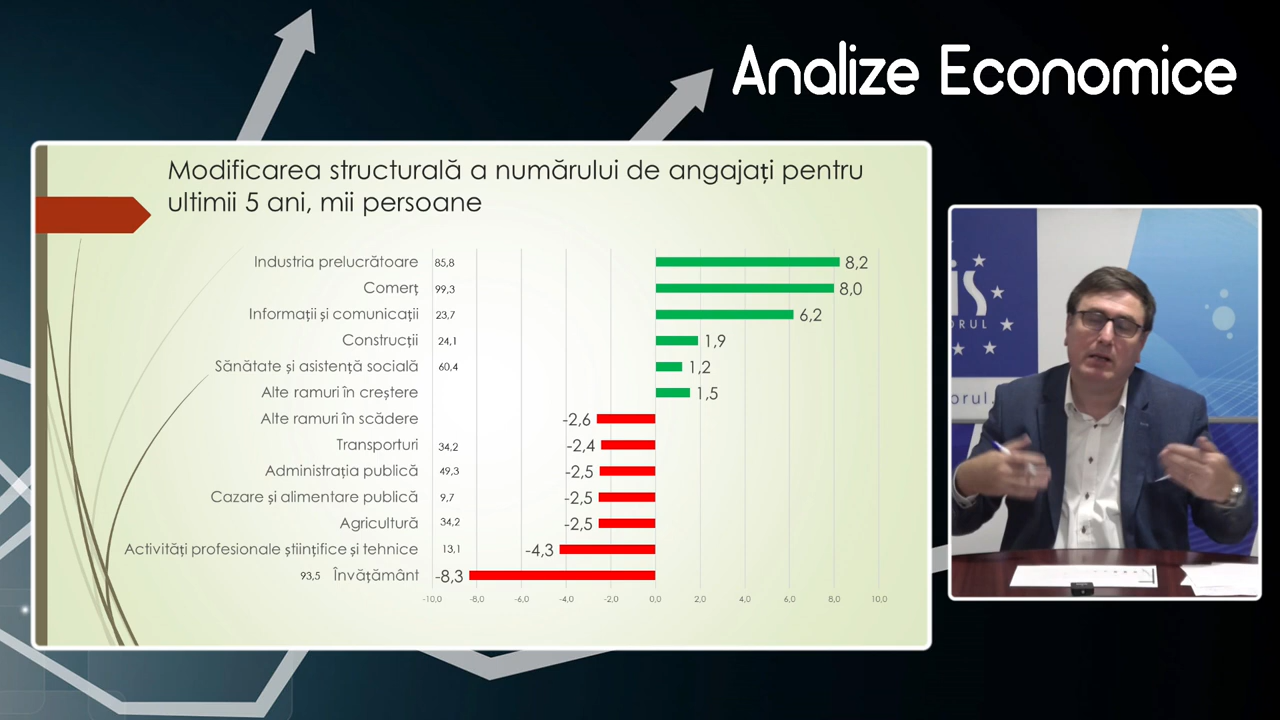 Analize Economice
Modificarea structurală a numărului de angajați pentru
ultimii 5 ani, mii persoane
Industria prelucrătoare 85,8 8,2
Comerț 99,3 8,0
Informații și comunicații 23,7 6,2
Construcții 24,1 1,9
Sănătate și asistență socială 60,4 1,2
Alte ramuri în creștere 1,5
Alte ramuri în scădere -2,6
Transporturi 34,2 -2,4
Administrația publică 49,3 -2,5
Cazare și alimentare publică 9,7 -2,5
Agricultură 34,2 -2,5
Activități profesionale științifice și tehnice 13,1 -4,3
93,5 Învățământ -8,3
-10,0 -8,0 -6,0 -4,0 -2,0 0,0 2,0 4,0 6,0 8,0 10,0